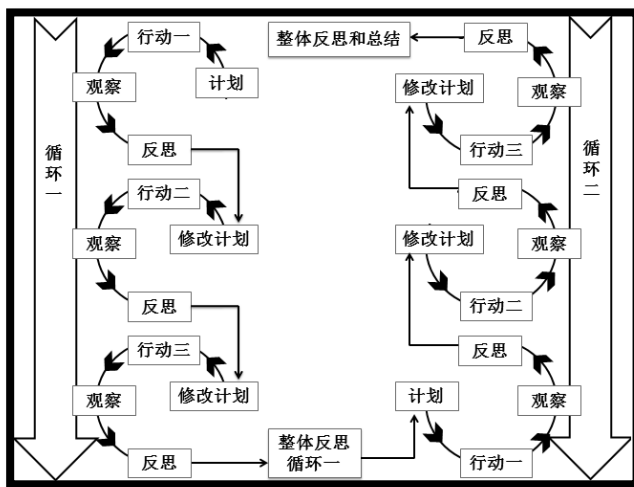 行动一
计划
观察
反思
行动二
修改计划
观察
反思
行动三
修改计划
观察
反思
循环一
整体反思
循环一
计划
行动一
观察
反思
修改计划
行动二
观察
反思
修改计划
行动三
观察
反思
整体反思和总结
循环二